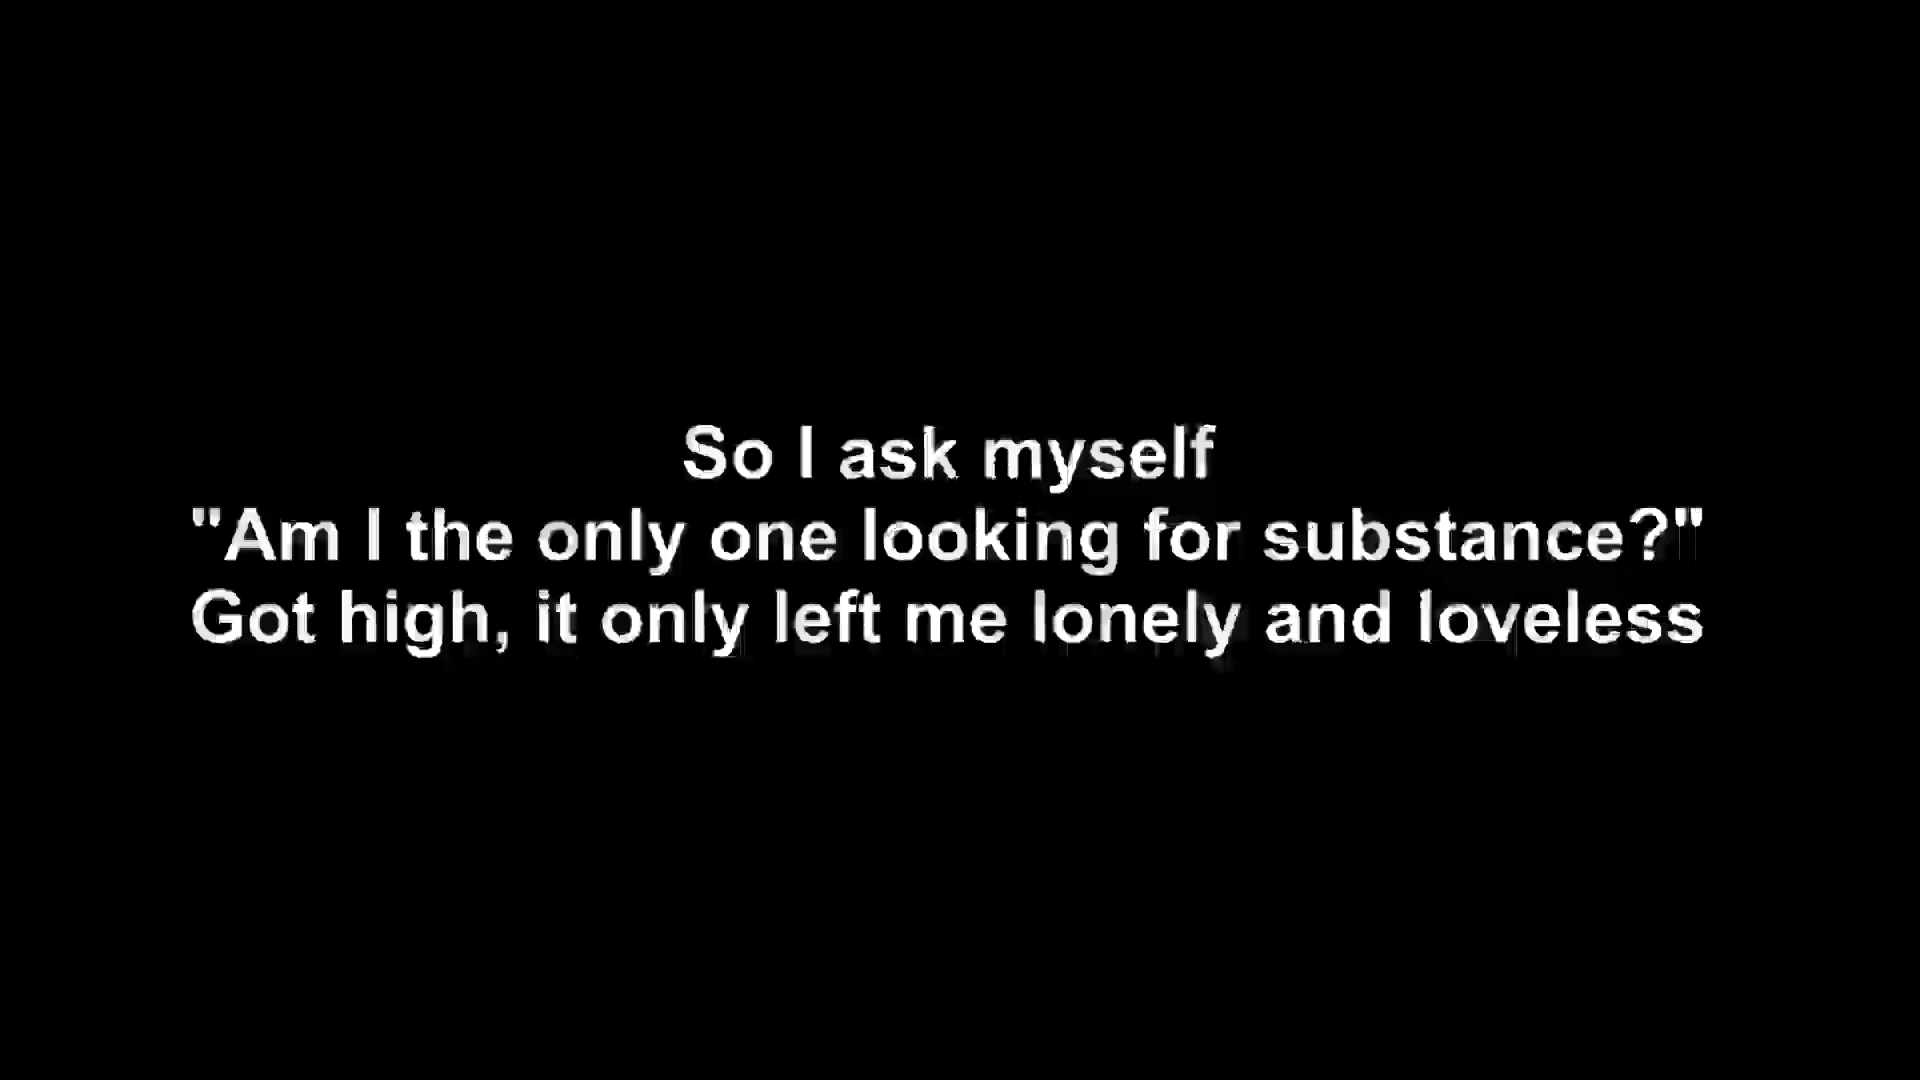 So I ask myself
"Am I the only one looking for substance?"
Got high, it only left me lonely and loveless